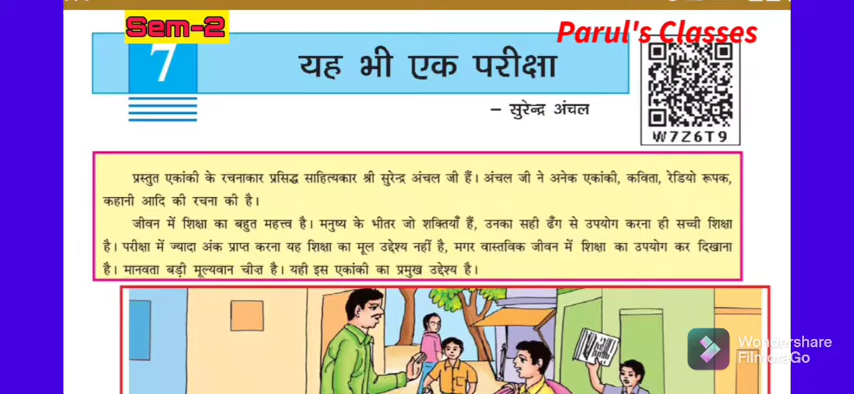 Sem-2
Parul's Classes
7
यह भी एक परीक्षा
– सुरेन्द्र अंचल
W7Z6T9
प्रस्तुत एकांकी के रचनाकार प्रसिद्ध साहित्यकार श्री सुरेन्द्र अंचल जी हैं। अंचल जी ने अनेक एकांकी, कविता, रेडियो रूपक,
कहानी आदि की रचना की है।
जीवन में शिक्षा का बहुत महत्त्व है। मनुष्य के भीतर जो शक्तियाँ हैं, उनका सही ढँग से उपयोग करना ही सच्ची शिक्षा
है। परीक्षा में ज्यादा अंक प्राप्त करना यह शिक्षा का मूल उद्देश्य नहीं है, मगर वास्तविक जीवन में शिक्षा का उपयोग कर दिखाना
है। मानवता बड़ी मूल्यवान चीज़ है। यही इस एकांकी का प्रमुख उद्देश्य है।
Wondershare
FilmoraGo